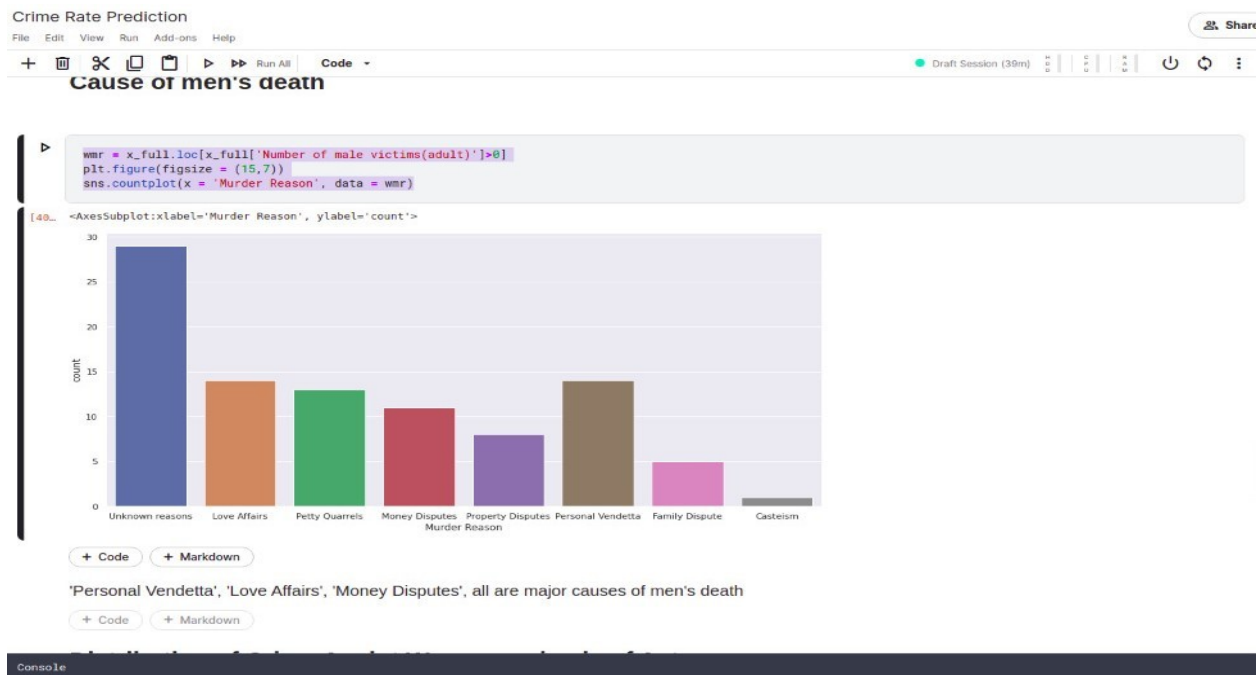 Crime Rate Prediction
Share
File Edit View Run Add-ons Help
Run All Code Draft Session (39m)
Cause of men's death
wmr = x_full.loc[x_full['Number of male victims(adult)']>0]
plt.figure(figsize = (15,7))
sns.countplot(x = 'Murder Reason', data = wmr)
[40… <AxesSubplot:xlabel='Murder Reason', ylabel='count'>
30
25
20
count
15
10
5
0
Unknown reasons Love Affairs Petty Quarrels Money Disputes Property Disputes Personal Vendetta Family Dispute Casteism
Murder Reason
+ Code + Markdown
'Personal Vendetta', 'Love Affairs', 'Money Disputes', all are major causes of men's death
+ Code + Markdown
Console